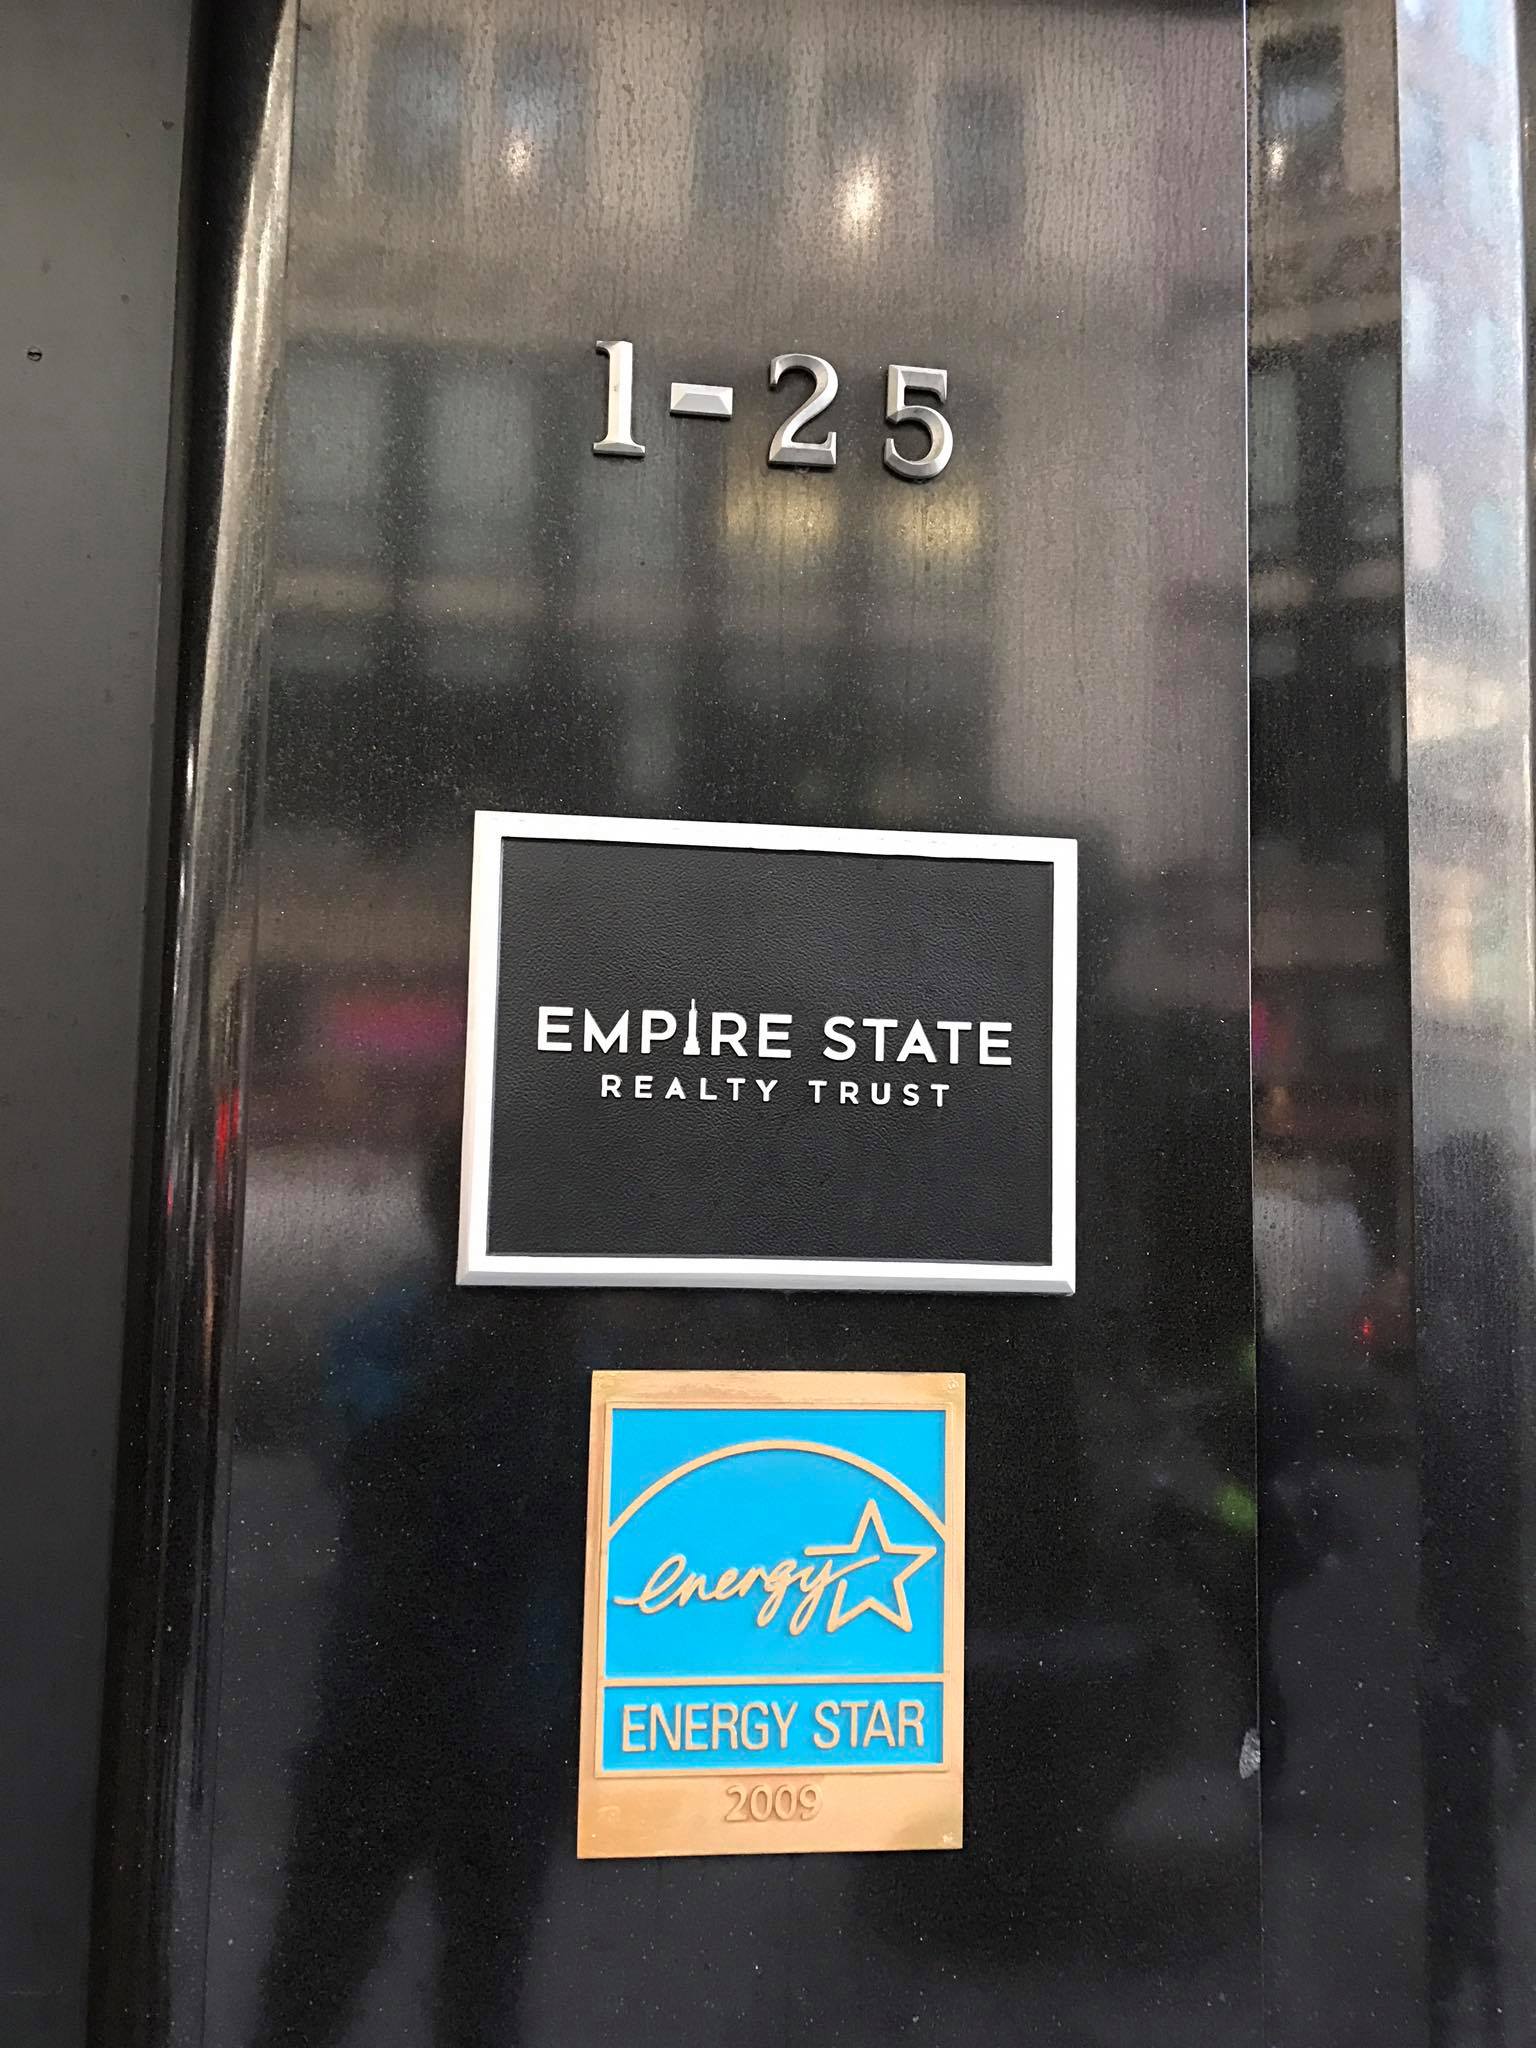 1-25
EMPIRE STATE
REALTY TRUST
energy
ENERGY STAR
2009